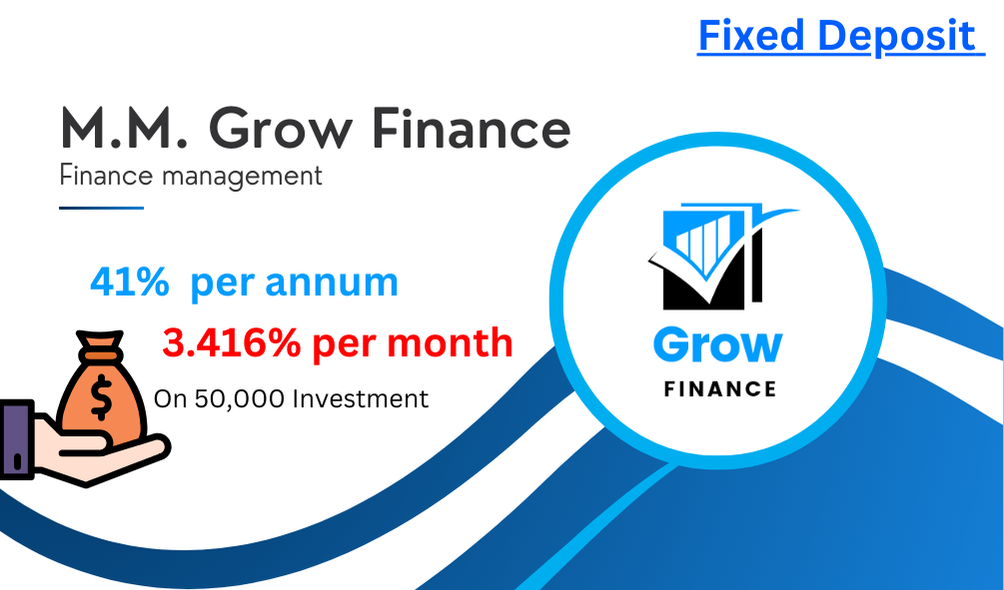 Fixed Deposit
M.M. Grow Finance
Finance management
41% per annum
3.416% per month
On 50,000 Investment
$
Grow
FINANCE